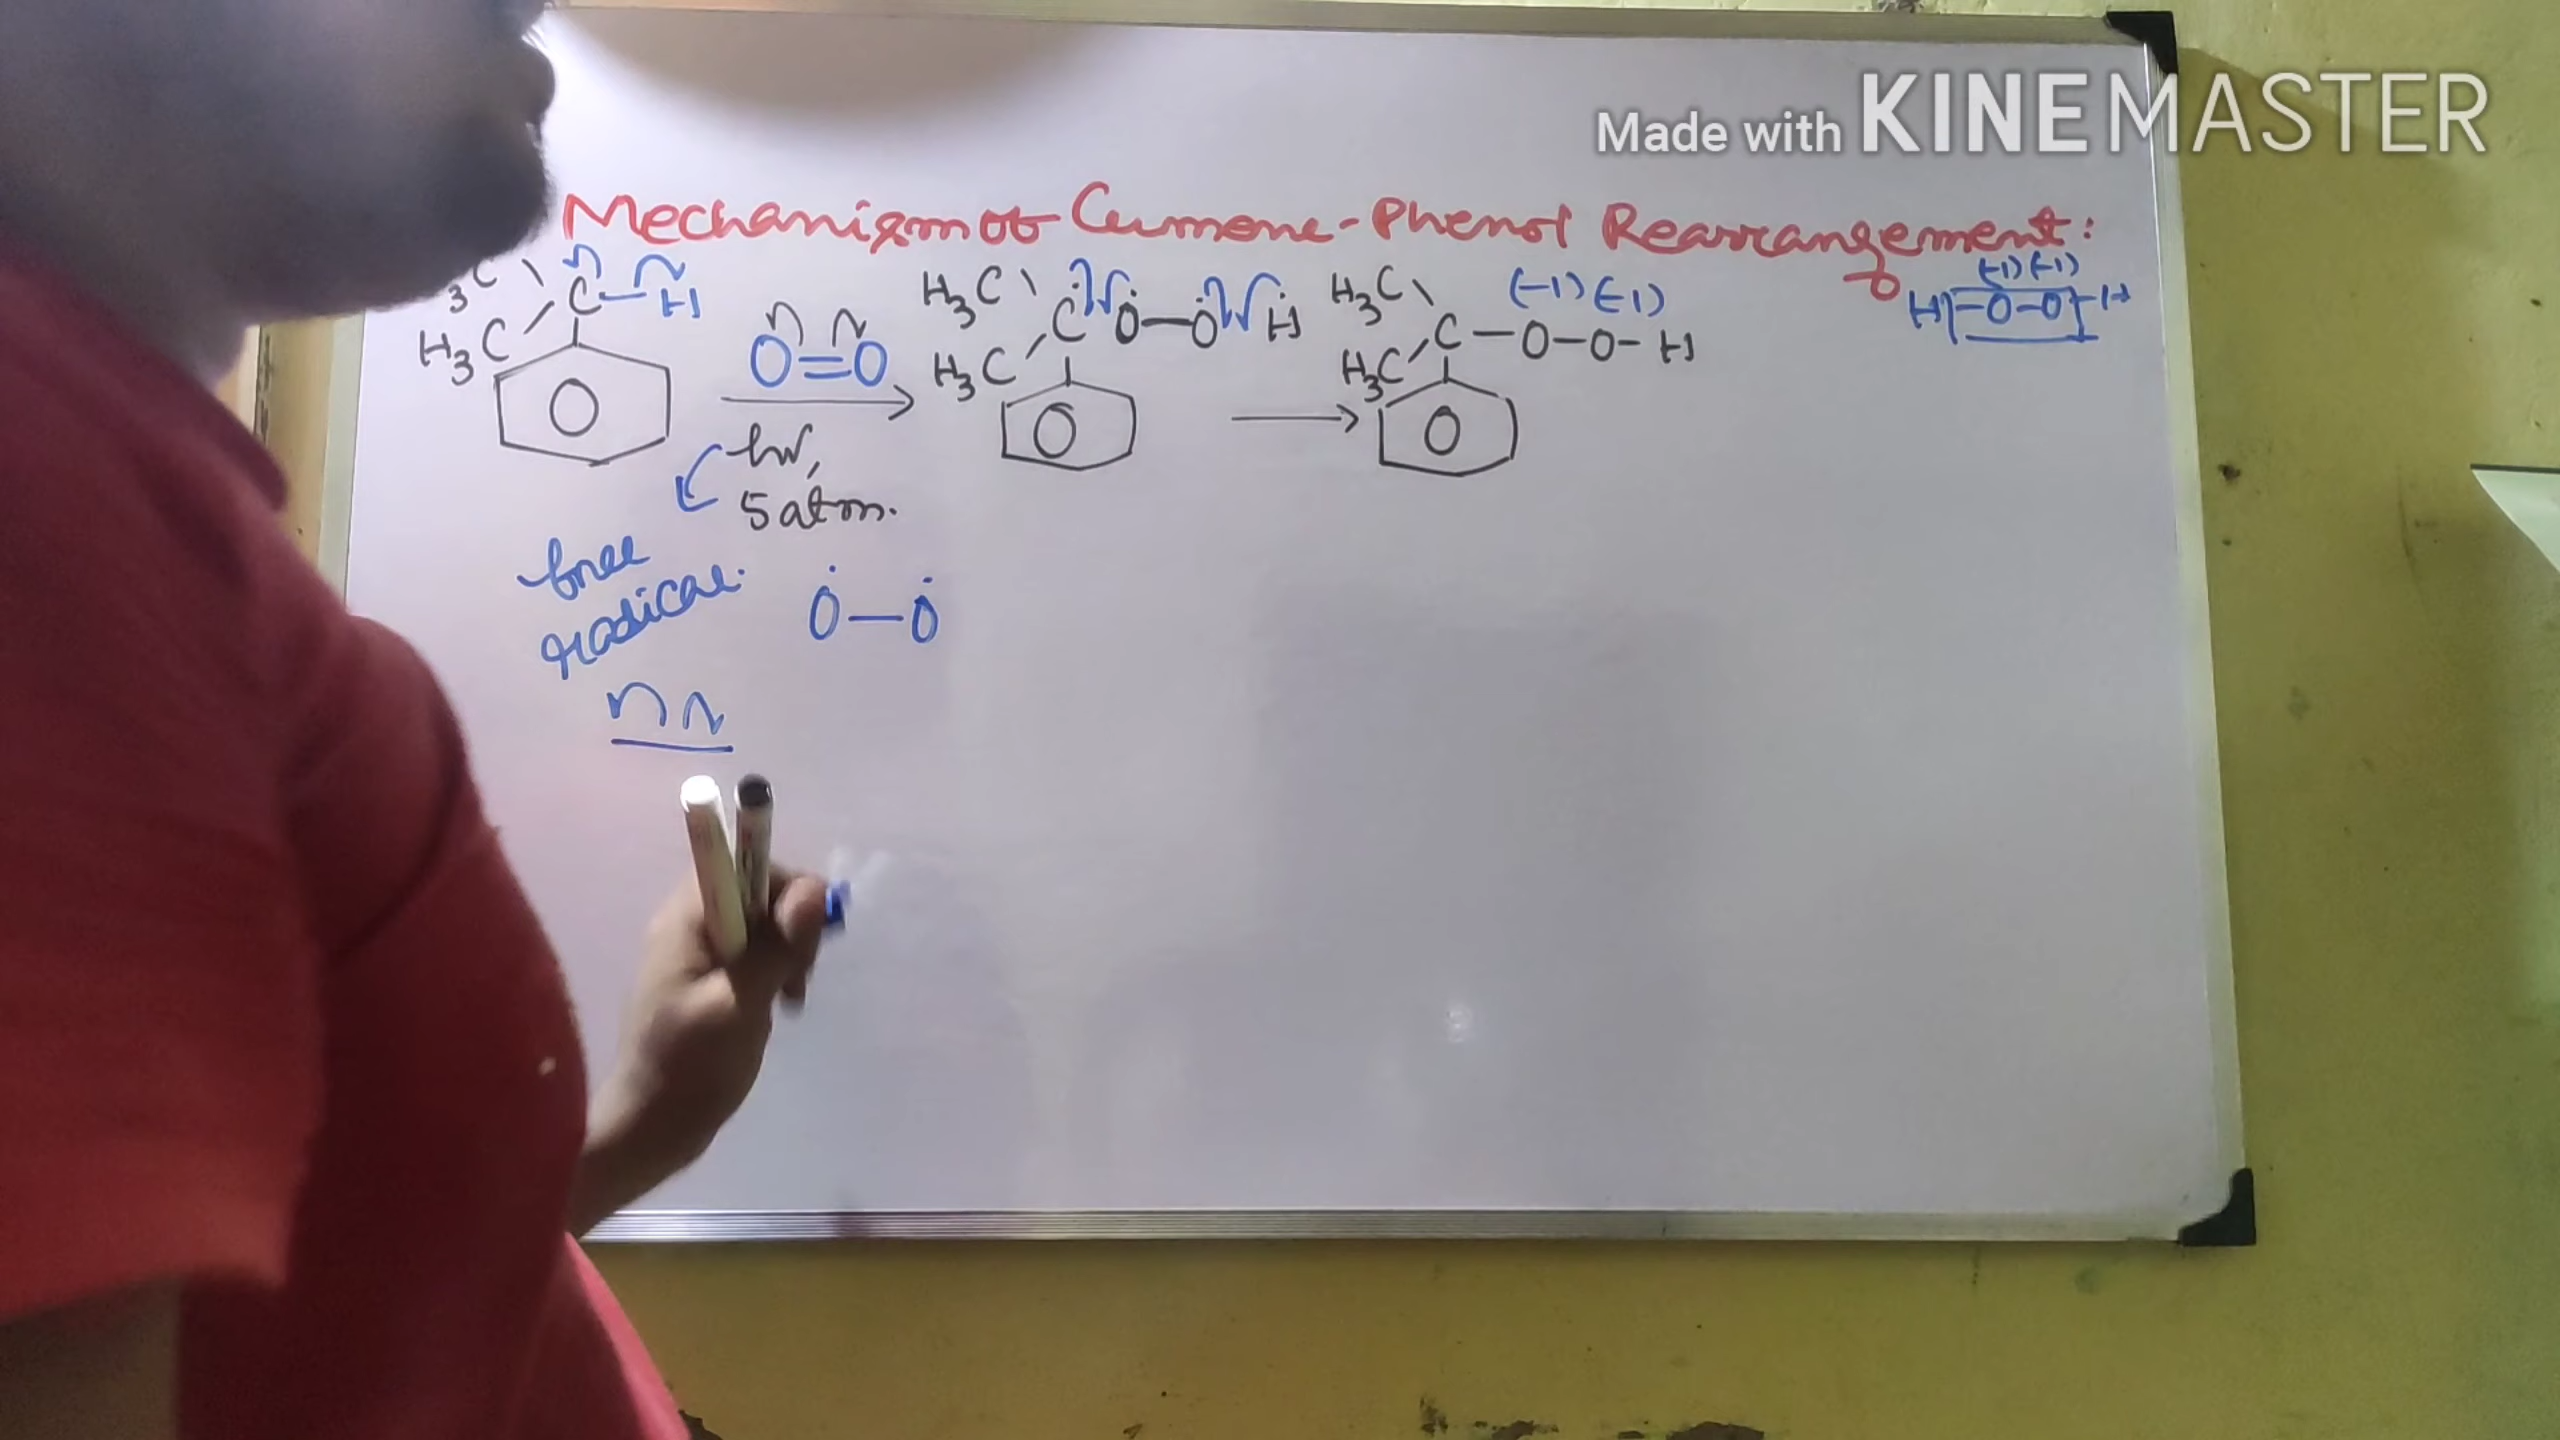 Made with KINEMASTER
Mechanism of Cumene-Phenol Rearrangement:
3C C-H
H3C
O=O
hν,
5 atm.
H3C C O-O H
H3C
H3C (-1) (-1)
C-O-O-H
H3C
(-1) (-1)
H-O-O-H
free
radical.
O-O